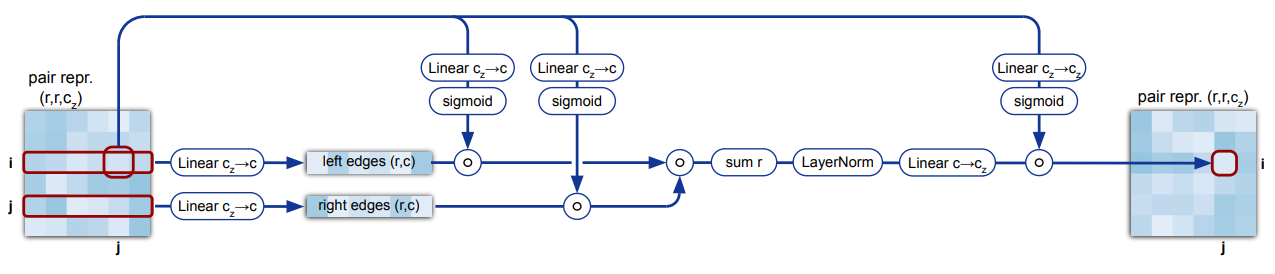 pair repr.
(r,r,c_z)
i
j
j
Linear c_z→c
Linear c_z→c
left edges (r,c)
right edges (r,c)
Linear c_z→c
sigmoid
Linear c_z→c
sigmoid
sum r
LayerNorm
Linear c→c_z
Linear c_z→c_z
sigmoid
pair repr. (r,r,c_z)
i
j